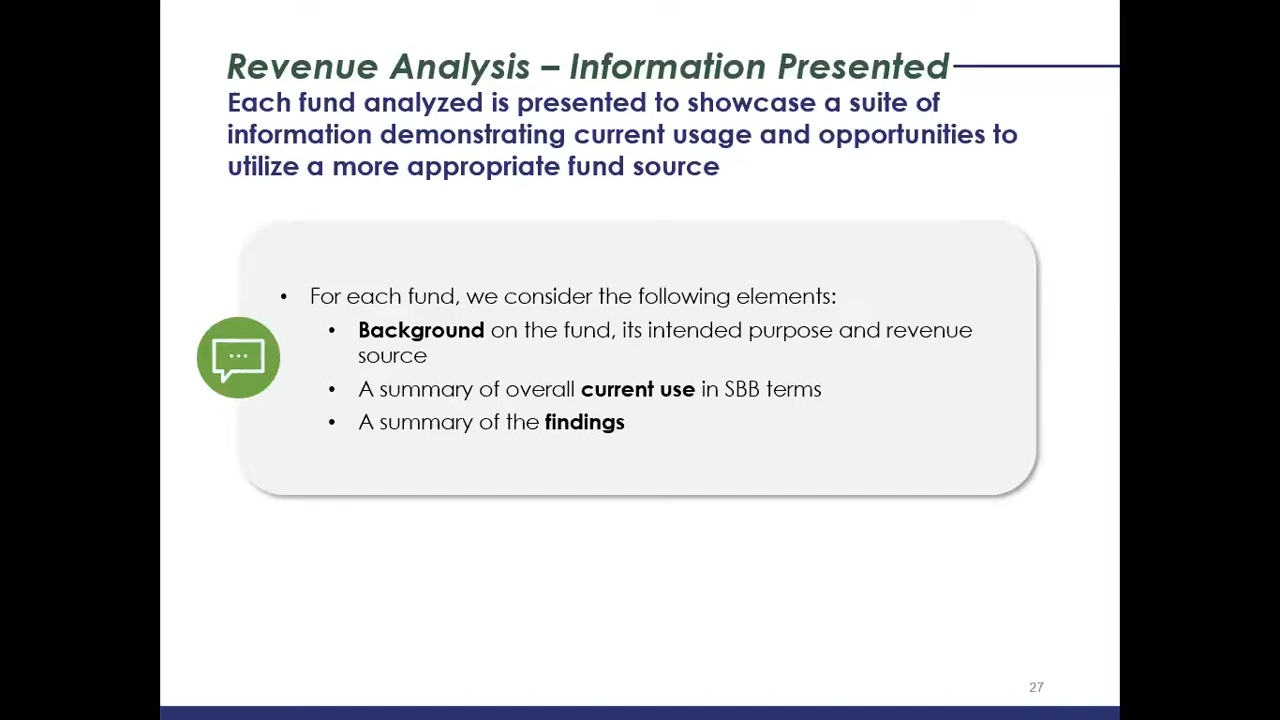 Revenue Analysis – Information Presented
Each fund analyzed is presented to showcase a suite of
information demonstrating current usage and opportunities to
utilize a more appropriate fund source
• For each fund, we consider the following elements:
• Background on the fund, its intended purpose and revenue
source
• A summary of overall current use in SBB terms
• A summary of the findings
27